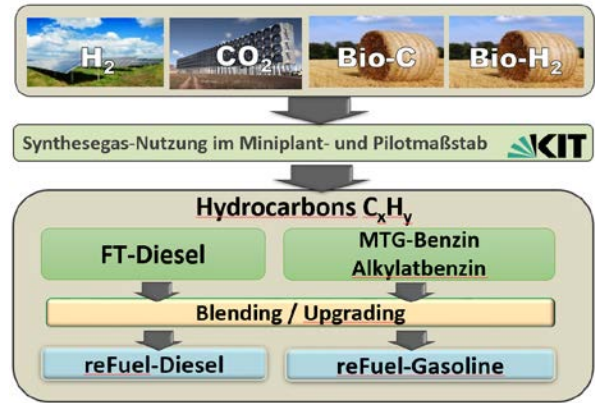 H₂ CO₂ Bio-C Bio-H₂
Synthesegas-Nutzung im Miniplant- und Pilotmaßstab KIT
Hydrocarbons CₓHᵧ
FT-Diesel
MTG-Benzin
Alkylatbenzin
Blending / Upgrading
reFuel-Diesel reFuel-Gasoline